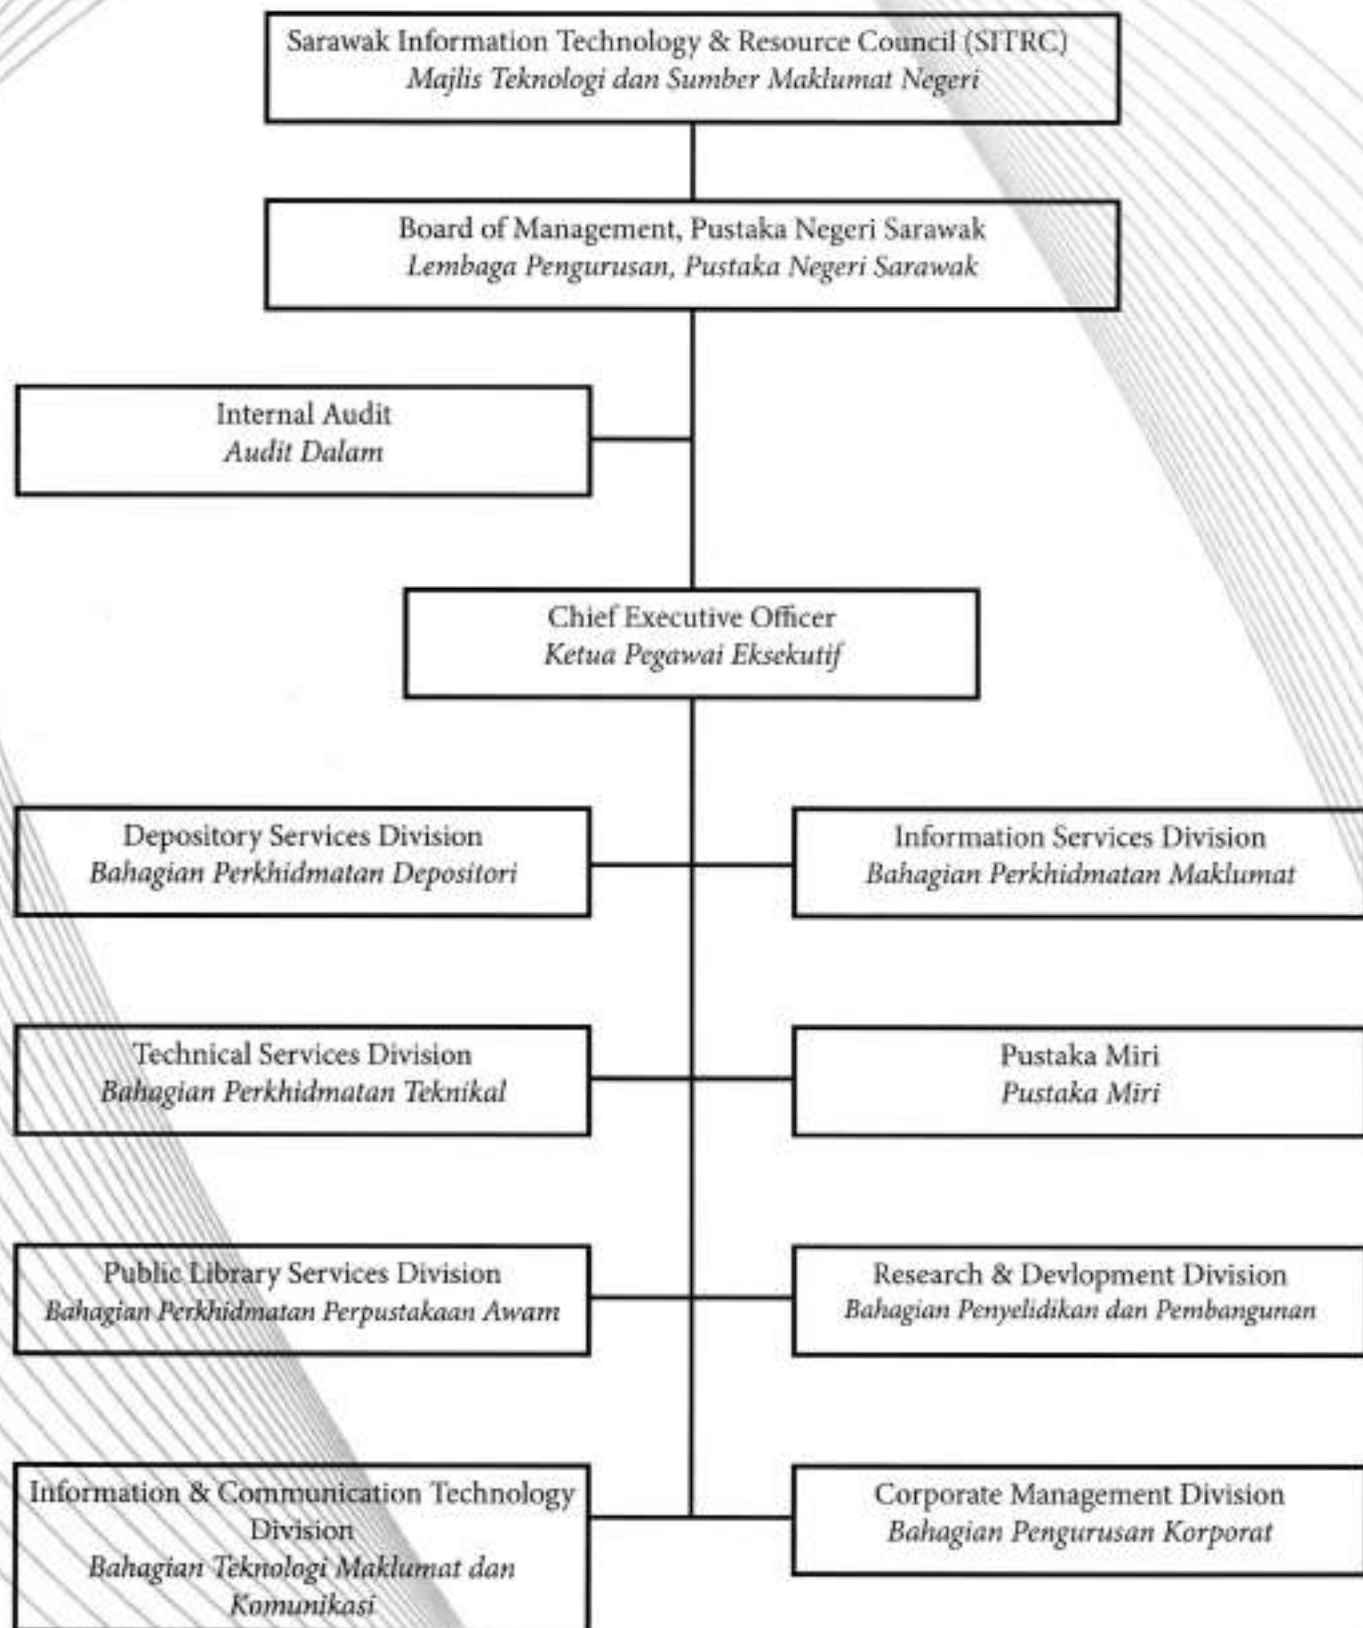 Sarawak Information Technology & Resource Council (SITRC)
Majlis Teknologi dan Sumber Maklumat Negeri
Board of Management, Pustaka Negeri Sarawak
Lembaga Pengurusan, Pustaka Negeri Sarawak
Internal Audit
Audit Dalam
Chief Executive Officer
Ketua Pegawai Eksekutif
Depository Services Division
Bahagian Perkhidmatan Depositori
Information Services Division
Bahagian Perkhidmatan Maklumat
Technical Services Division
Bahagian Perkhidmatan Teknikal
Pustaka Miri
Pustaka Miri
Public Library Services Division
Bahagian Perkhidmatan Perpustakaan Awam
Research & Devlopment Division
Bahagian Penyelidikan dan Pembangunan
Information & Communication Technology
Division
Bahagian Teknologi Maklumat dan
Komunikasi
Corporate Management Division
Bahagian Pengurusan Korporat